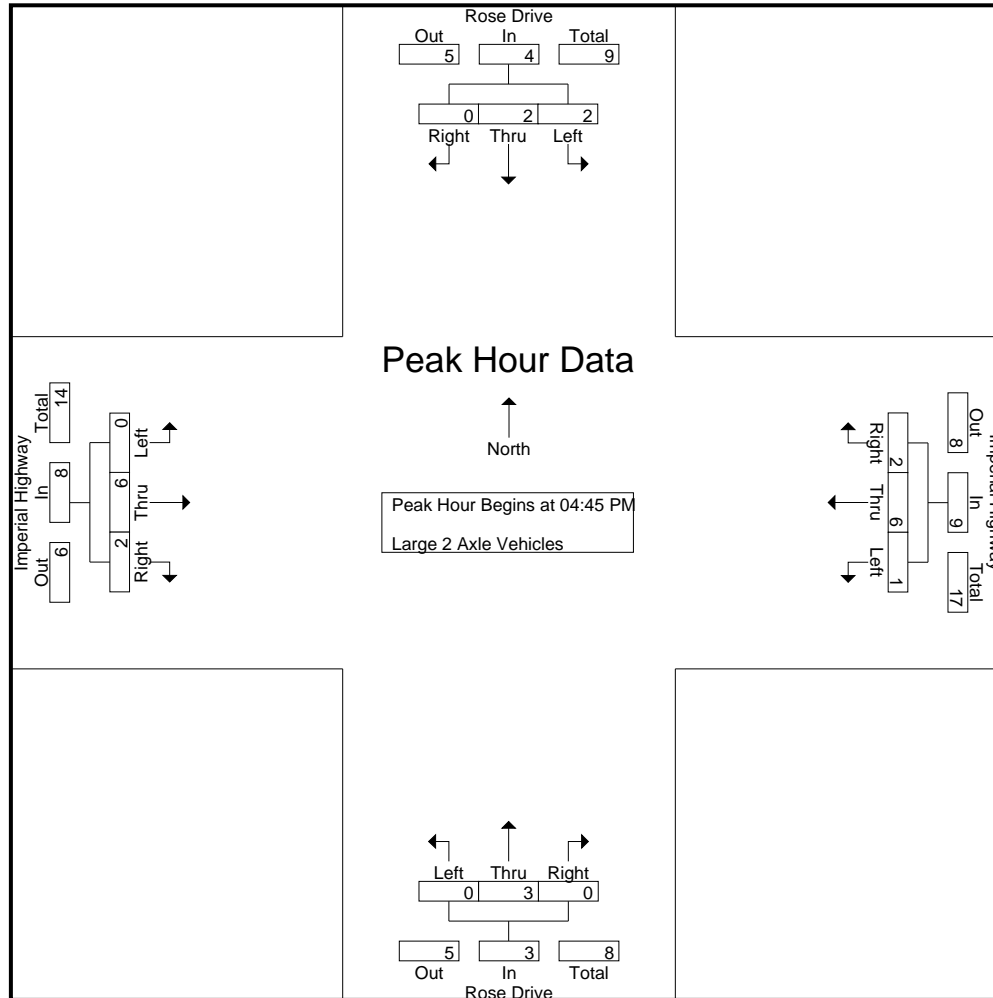 Rose Drive
Out In Total
5 4 9
0 2 2
Right Thru Left
Peak Hour Data
North
Peak Hour Begins at 04:45 PM
Large 2 Axle Vehicles
Imperial Highway
Total In Out
14 8 6
0 6 2
Left Thru Right
Imperial Highway
Out In Total
8 9 17
2 6 1
Right Thru Left
Left Thru Right
0 3 0
5 3 8
Out In Total
Rose Drive